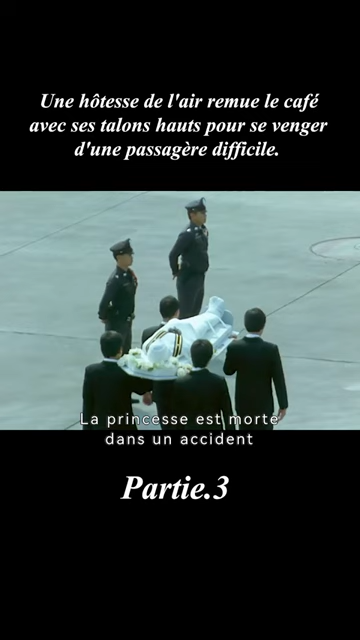 Une hôtesse de l'air remue le café
avec ses talons hauts pour se venger
d'une passagère difficile.
La princesse est morte
dans un accident
Partie.3